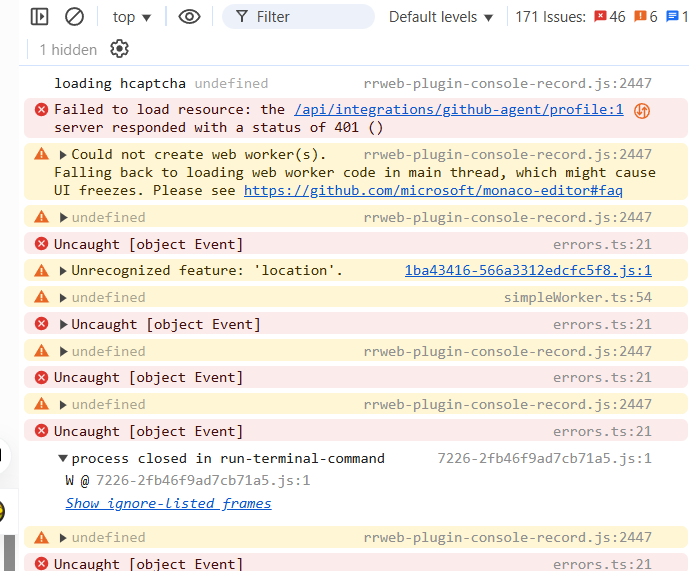 top ▼ Filter Default levels ▼ 171 Issues: 46 6 1
1 hidden
loading hcaptcha undefined rrweb-plugin-console-record.js:2447
Failed to load resource: the /api/integrations/github-agent/profile:1
server responded with a status of 401 ()
Could not create web worker(s). rrweb-plugin-console-record.js:2447
Falling back to loading web worker code in main thread, which might cause
UI freezes. Please see https://github.com/microsoft/monaco-editor#faq
undefined rrweb-plugin-console-record.js:2447
Uncaught [object Event] errors.ts:21
Unrecognized feature: 'location'. 1ba43416-566a3312edcfc5f8.js:1
undefined simpleWorker.ts:54
Uncaught [object Event] errors.ts:21
undefined rrweb-plugin-console-record.js:2447
Uncaught [object Event] errors.ts:21
undefined rrweb-plugin-console-record.js:2447
Uncaught [object Event] errors.ts:21
process closed in run-terminal-command 7226-2fb46f9ad7cb71a5.js:1
W @ 7226-2fb46f9ad7cb71a5.js:1
Show ignore-listed frames
undefined rrweb-plugin-console-record.js:2447
Uncaught [object Event] errors.ts:21